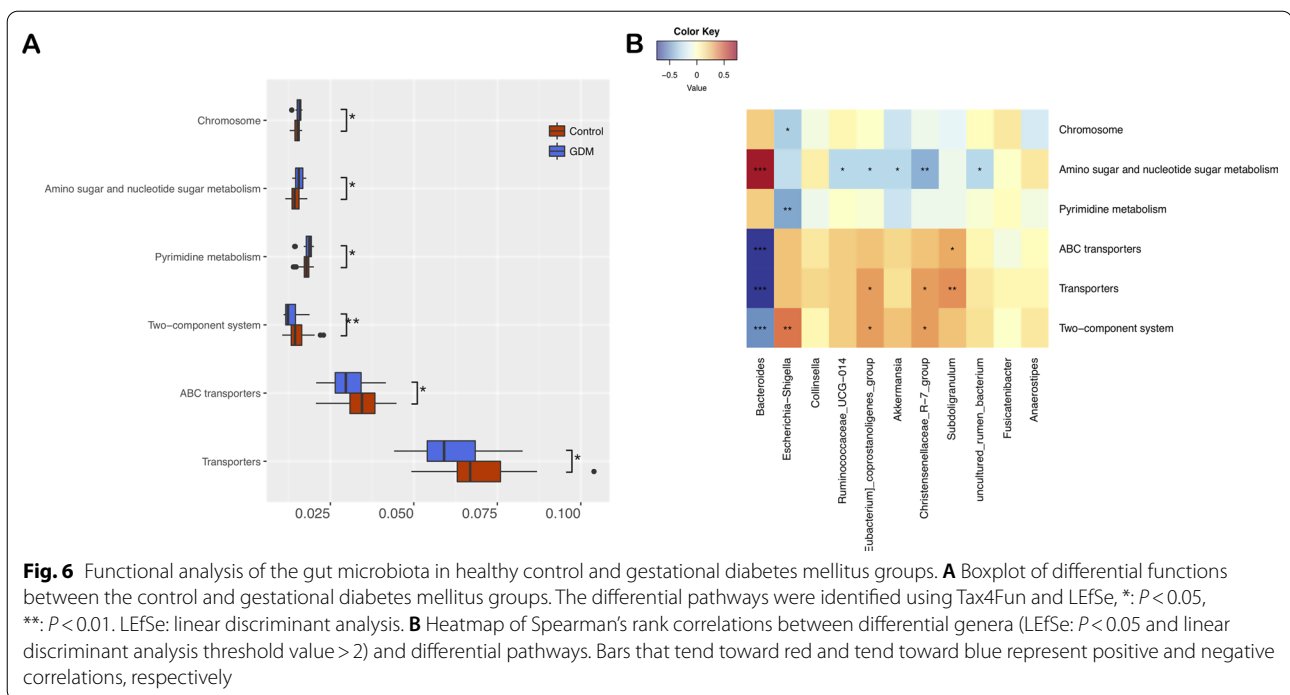 A
Chromosome
Amino sugar and nucleotide sugar metabolism
Pyrimidine metabolism
Two−component system
ABC transporters
Transporters
*
*
*
**
*
*
Control
GDM
0.025 0.050 0.075 0.100
B
Color Key
−0.5 0 0.5
Value
*
*** * * * ** *
**
*** *
*** * * **
*** ** * *
Chromosome
Amino sugar and nucleotide sugar metabolism
Pyrimidine metabolism
ABC transporters
Transporters
Two−component system
Bacteroides
Escherichia−Shigella
Collinsella
Ruminococcaceae_UCG−014
Eubacterium]_coprostanoligenes_group
Akkermansia
Christensenellaceae_R−7_group
Subdoligranulum
uncultured_rumen_bacterium
Fusicatenibacter
Anaerostipes
Fig. 6 Functional analysis of the gut microbiota in healthy control and gestational diabetes mellitus groups. A Boxplot of differential functions
between the control and gestational diabetes mellitus groups. The differential pathways were identified using Tax4Fun and LEfSe, *: P < 0.05,
**: P < 0.01. LEfSe: linear discriminant analysis. B Heatmap of Spearman’s rank correlations between differential genera (LEfSe: P < 0.05 and linear
discriminant analysis threshold value > 2) and differential pathways. Bars that tend toward red and tend toward blue represent positive and negative
correlations, respectively